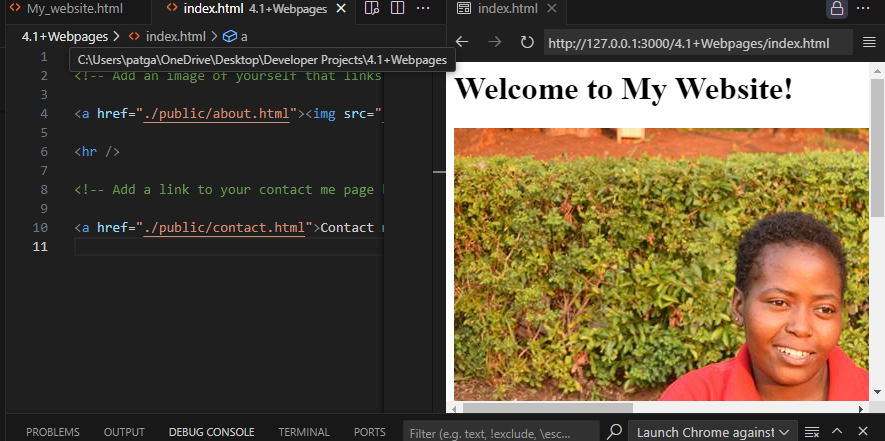 My_website.html
index.html 4.1+Webpages
index.html
4.1+Webpages > index.html > a
http://127.0.0.1:3000/4.1+Webpages/index.html
C:\Users\patga\OneDrive\Desktop\Developer Projects\4.1+Webpages
1
2 <!-- Add an image of yourself that links
3
4 <a href="./public/about.html"><img src="
5
6 <hr />
7
8 <!-- Add a link to your contact me page
9
10 <a href="./public/contact.html">Contact
11
Welcome to My Website!
PROBLEMS OUTPUT DEBUG CONSOLE TERMINAL PORTS
Filter (e.g. text, !exclude, \esc...
Launch Chrome against